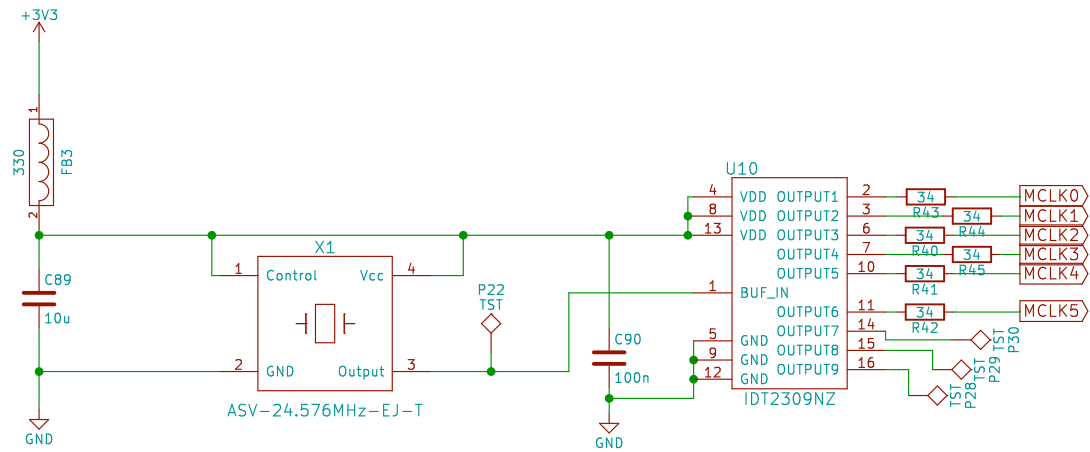 +3V3
1
330
FB3
2
C89
10u
GND
X1
1
Control
Vcc
4
2
GND
Output
3
ASV-24.576MHz-EJ-T
P22
TST
C90
100n
GND
U10
4
VDD
OUTPUT1
2
34
R43
MCLK0
8
VDD
OUTPUT2
3
34
R44
MCLK1
13
VDD
OUTPUT3
6
34
R40
MCLK2
OUTPUT4
7
34
R45
MCLK3
OUTPUT5
10
34
R41
MCLK4
1
BUF_IN
OUTPUT6
11
34
R42
MCLK5
OUTPUT7
14
TST
P30
5
GND
OUTPUT8
15
TST
P29
9
GND
OUTPUT9
16
TST
P28
12
GND
IDT2309NZ